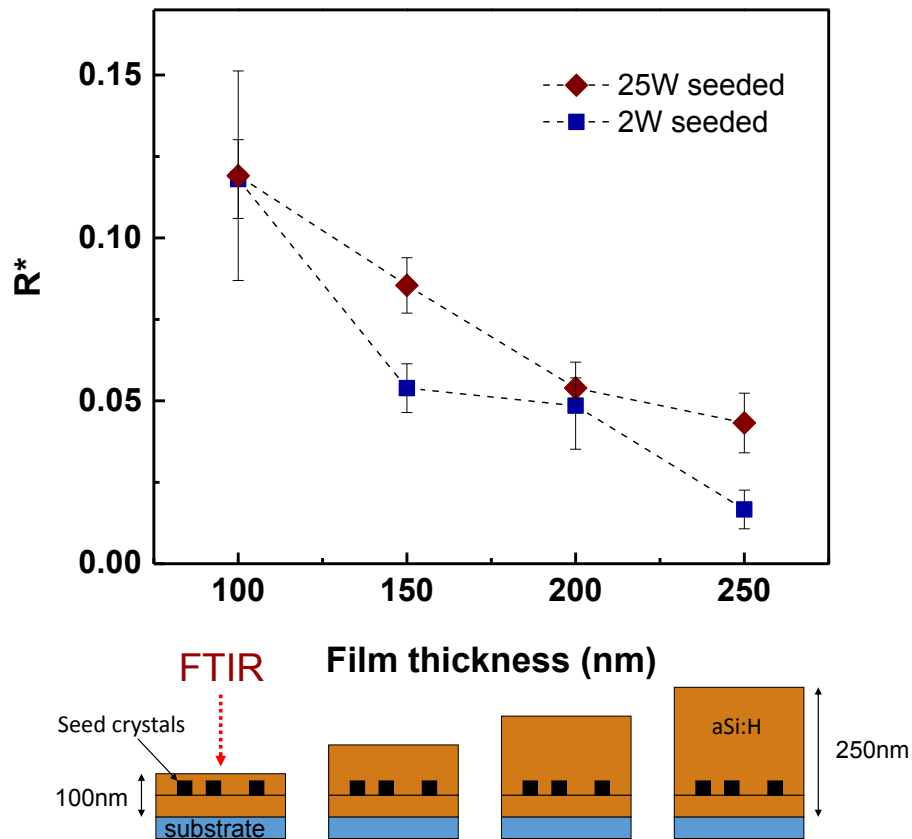 0.15
0.10
0.05
0.00
R*
25W seeded
2W seeded
100 150 200 250
Film thickness (nm)
FTIR
Seed crystals
100nm
substrate
aSi:H
250nm